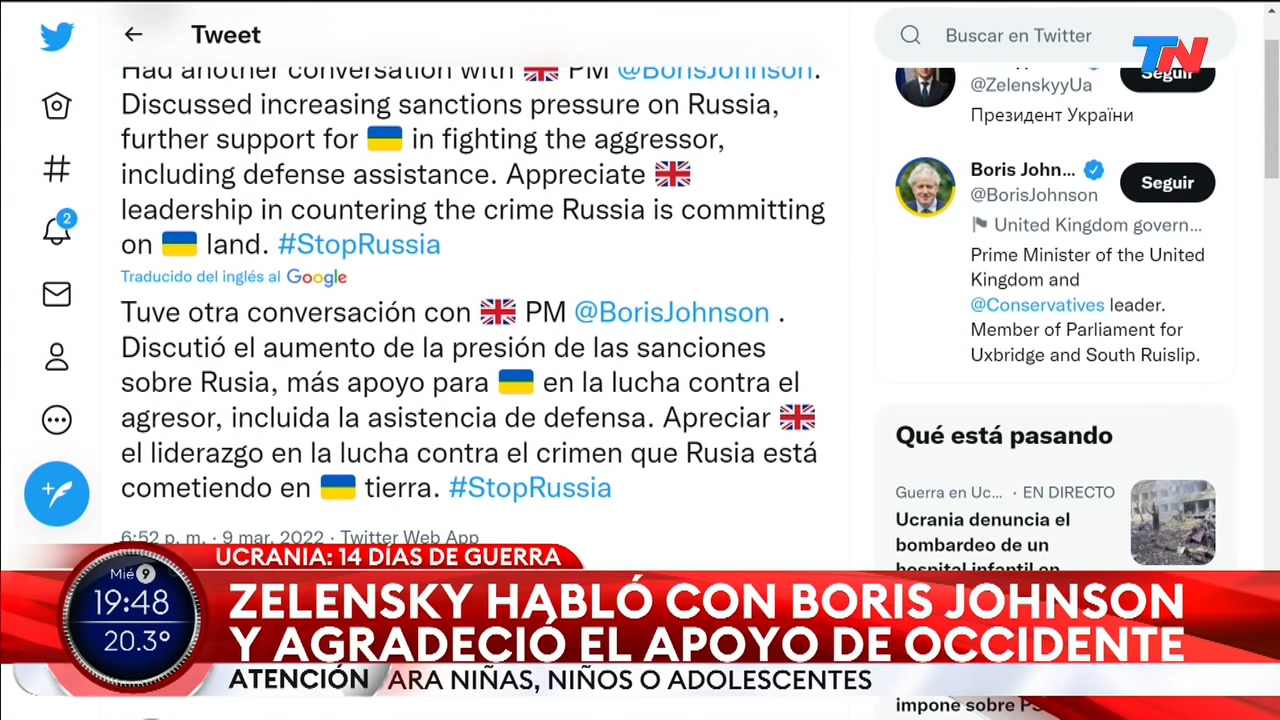 Tweet
Buscar en Twitter
TN
Had another conversation with PM @BorisJohnson.
Discussed increasing sanctions pressure on Russia,
further support for in fighting the aggressor,
including defense assistance. Appreciate
leadership in countering the crime Russia is committing
on land. #StopRussia
Traducido del inglés al Google
Tuve otra conversación con PM @BorisJohnson .
Discutió el aumento de la presión de las sanciones
sobre Rusia, más apoyo para en la lucha contra el
agresor, incluida la asistencia de defensa. Apreciar
el liderazgo en la lucha contra el crimen que Rusia está
cometiendo en tierra. #StopRussia
6:52 p. m. · 9 mar. 2022 · Twitter Web App
2
Seguir
@ZelenskyyUa
Президент України
Boris John...
Seguir
@BorisJohnson
United Kingdom govern...
Prime Minister of the United
Kingdom and
@Conservatives leader.
Member of Parliament for
Uxbridge and South Ruislip.
Qué está pasando
Guerra en Uc... · EN DIRECTO
Ucrania denuncia el
bombardeo de un
hospital infantil en
UCRANIA: 14 DÍAS DE GUERRA
Mié 9
19:48
20.3°
ZELENSKY HABLÓ CON BORIS JOHNSON
Y AGRADECIÓ EL APOYO DE OCCIDENTE
ATENCIÓN ARA NIÑAS, NIÑOS O ADOLESCENTES
impone sobre